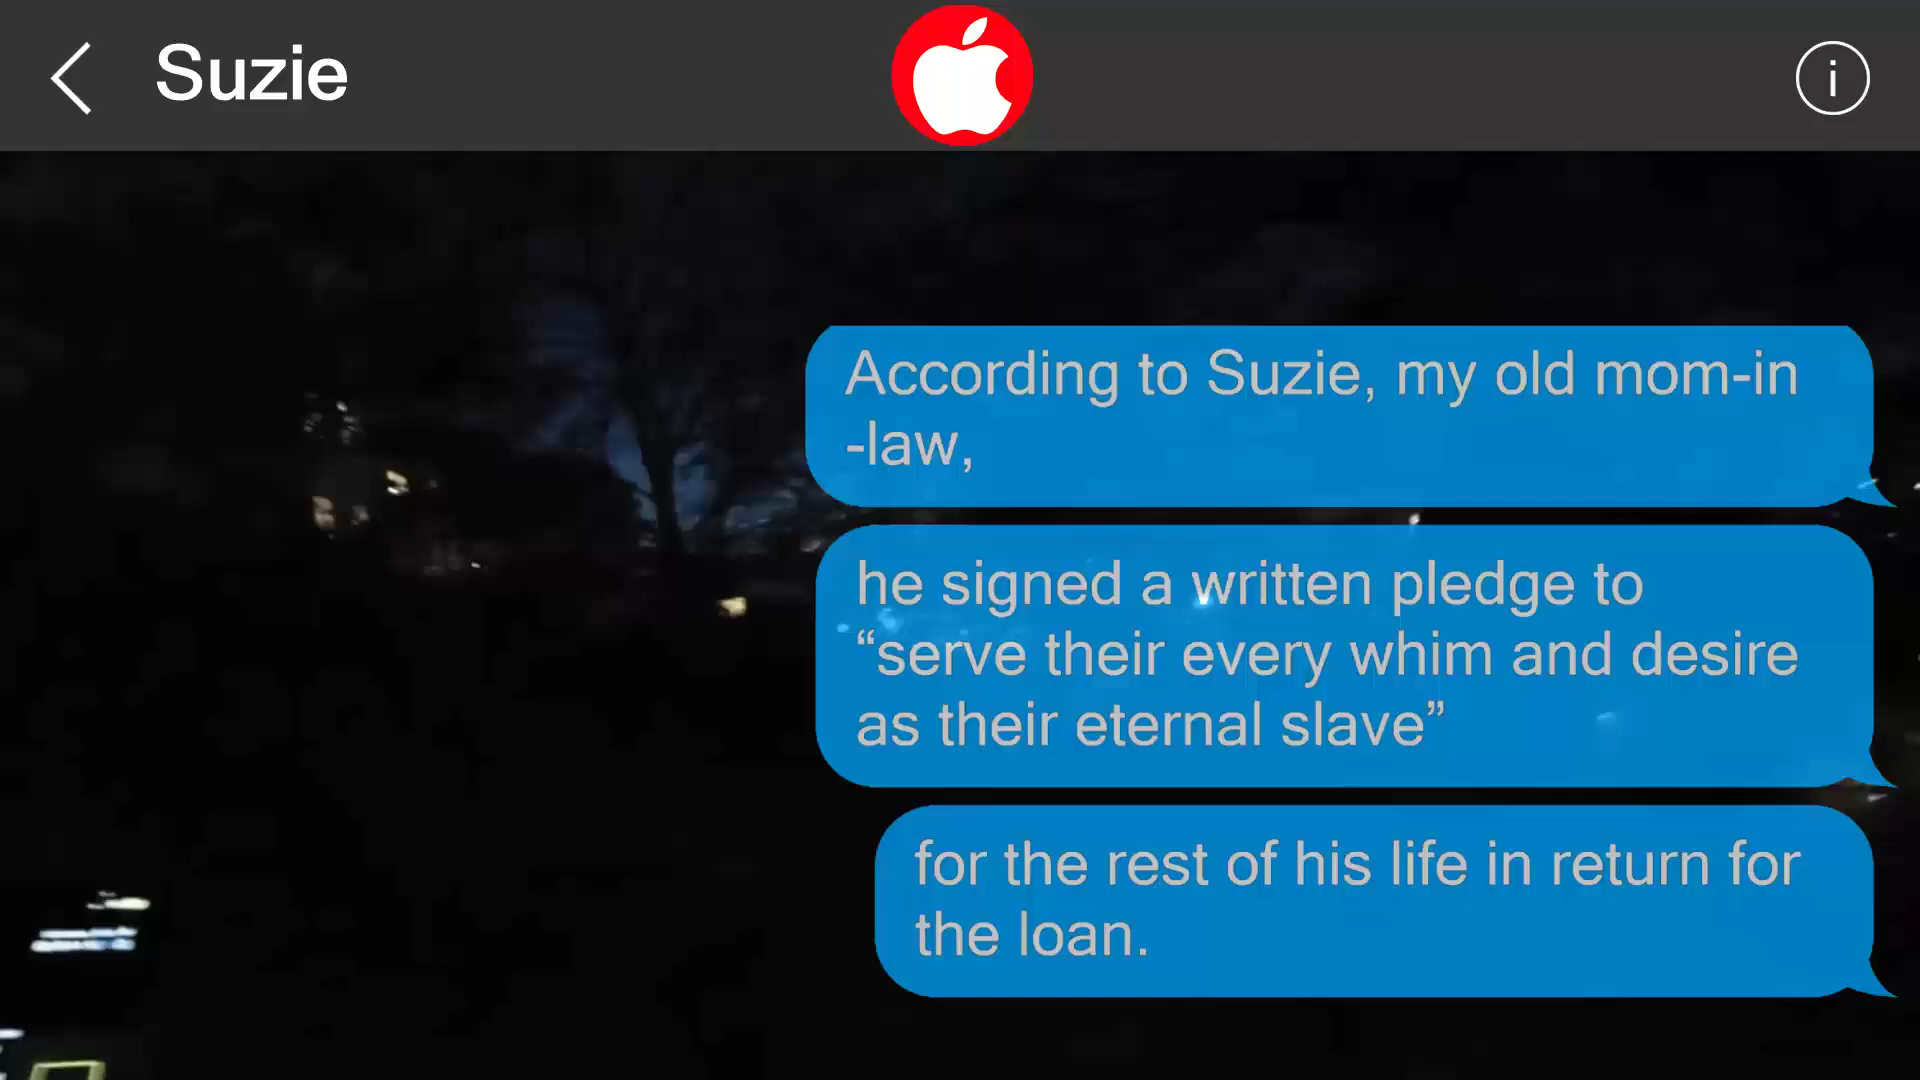 Suzie
i
According to Suzie, my old mom-in
-law,
he signed a written pledge to
“serve their every whim and desire
as their eternal slave”
for the rest of his life in return for
the loan.